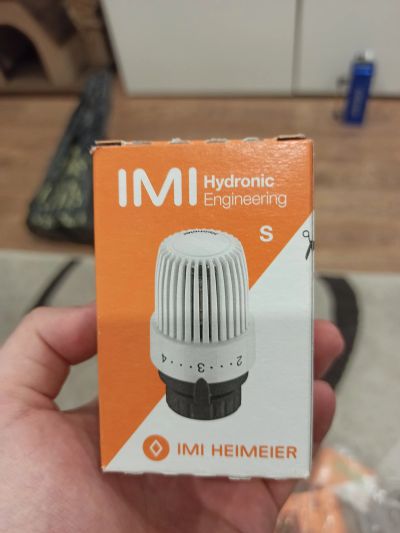 IMI Hydronic
Engineering
S
2 · · · 3 · · · 4
IMI HEIMEIER